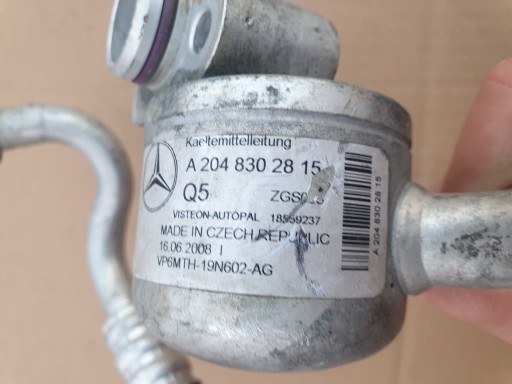 Kaeltemittelleitung
A 204 830 28 15
Q5
VISTEON-AUTOPAL 18559237
MADE IN CZECH REPUBLIC
16.06.2008 I
VP6MTH-19N602-AG
A 204 830 28 15